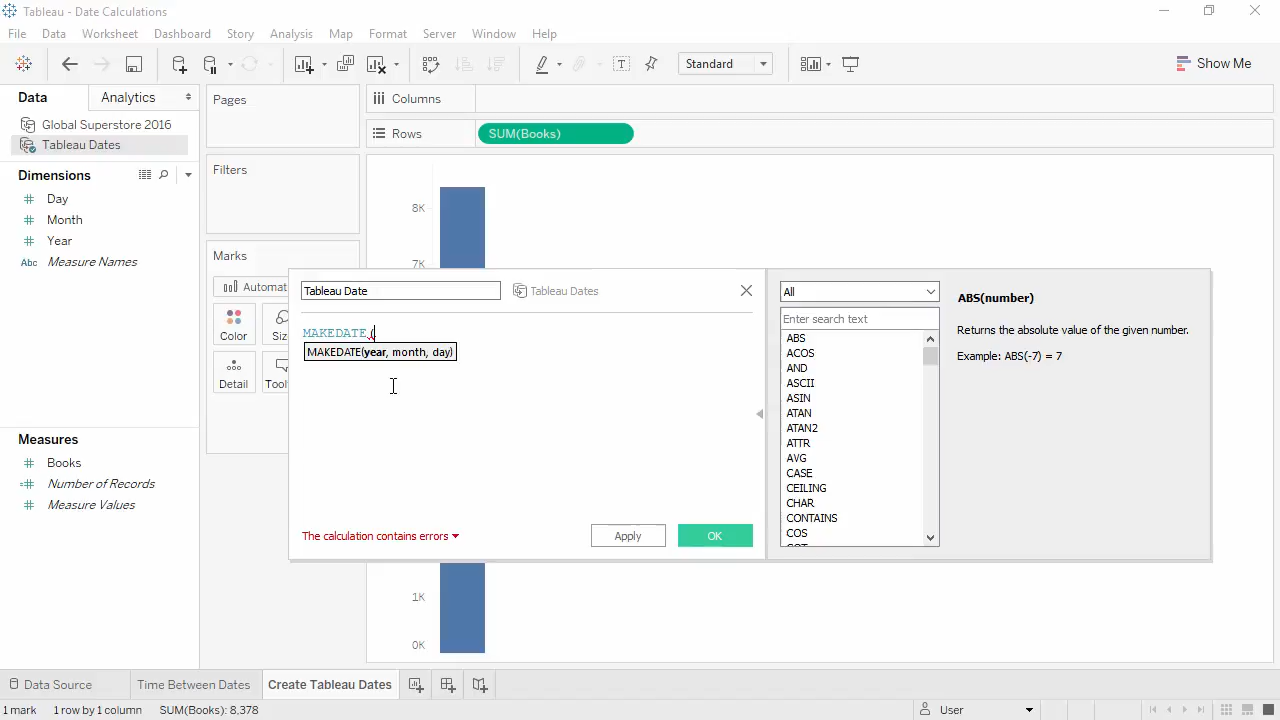 Tableau - Date Calculations
File Data Worksheet Dashboard Story Analysis Map Format Server Window Help
Standard
Show Me
Data
Analytics
Global Superstore 2016
Tableau Dates
Dimensions
Day
Month
Year
Abc Measure Names
Measures
Books
Number of Records
Measure Values
Pages
Filters
Marks
Automat
Color
Siz
Detail
Toolt
Columns
Rows
SUM(Books)
8K
7K
1K
0K
Tableau Date
Tableau Dates
MAKEDATE (
MAKEDATE(year, month, day)
The calculation contains errors
Apply
OK
All
Enter search text
ABS
ACOS
AND
ASCII
ASIN
ATAN
ATAN2
ATTR
AVG
CASE
CEILING
CHAR
CONTAINS
COS
ABS(number)
Returns the absolute value of the given number.
Example: ABS(-7) = 7
Data Source
Time Between Dates
Create Tableau Dates
1 mark 1 row by 1 column SUM(Books): 8,378
User